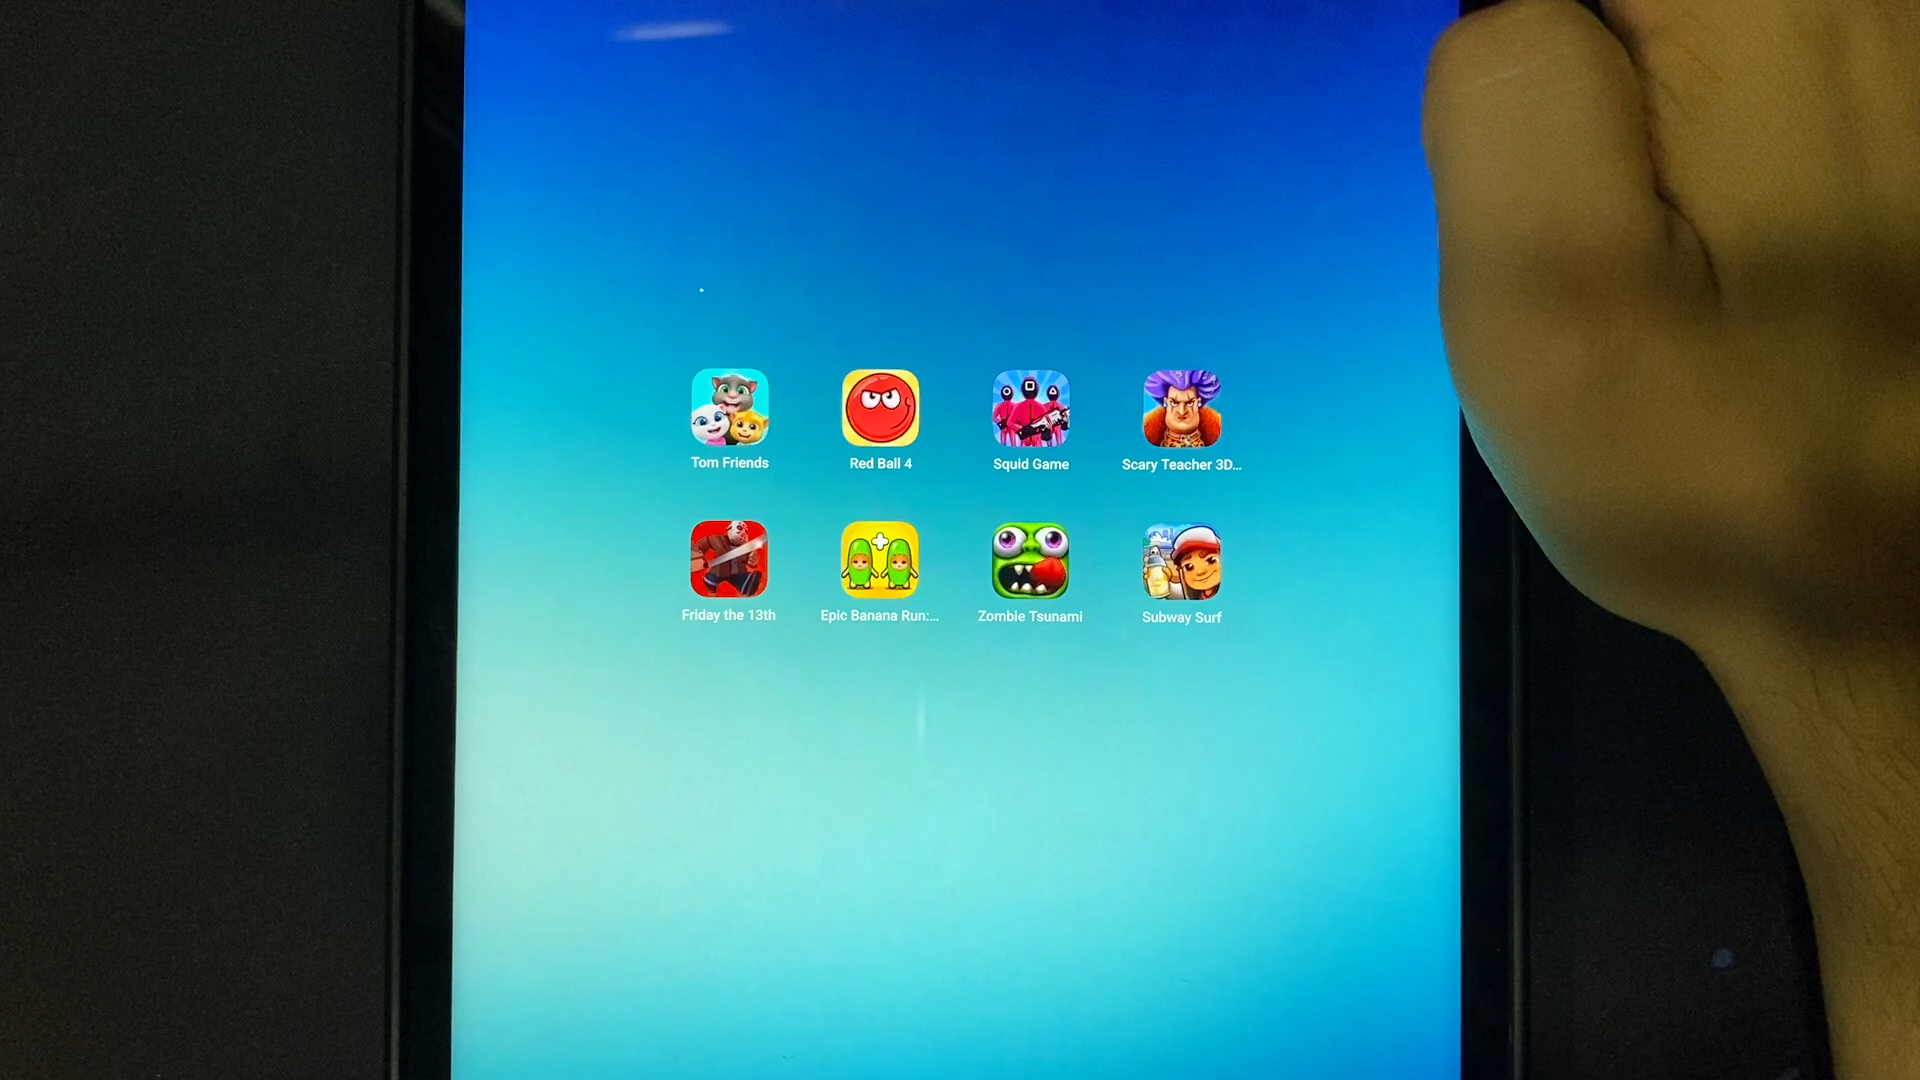 Tom Friends
Red Ball 4
Squid Game
Scary Teacher 3D...
Friday the 13th
Epic Banana Run:...
Zombie Tsunami
Subway Surf